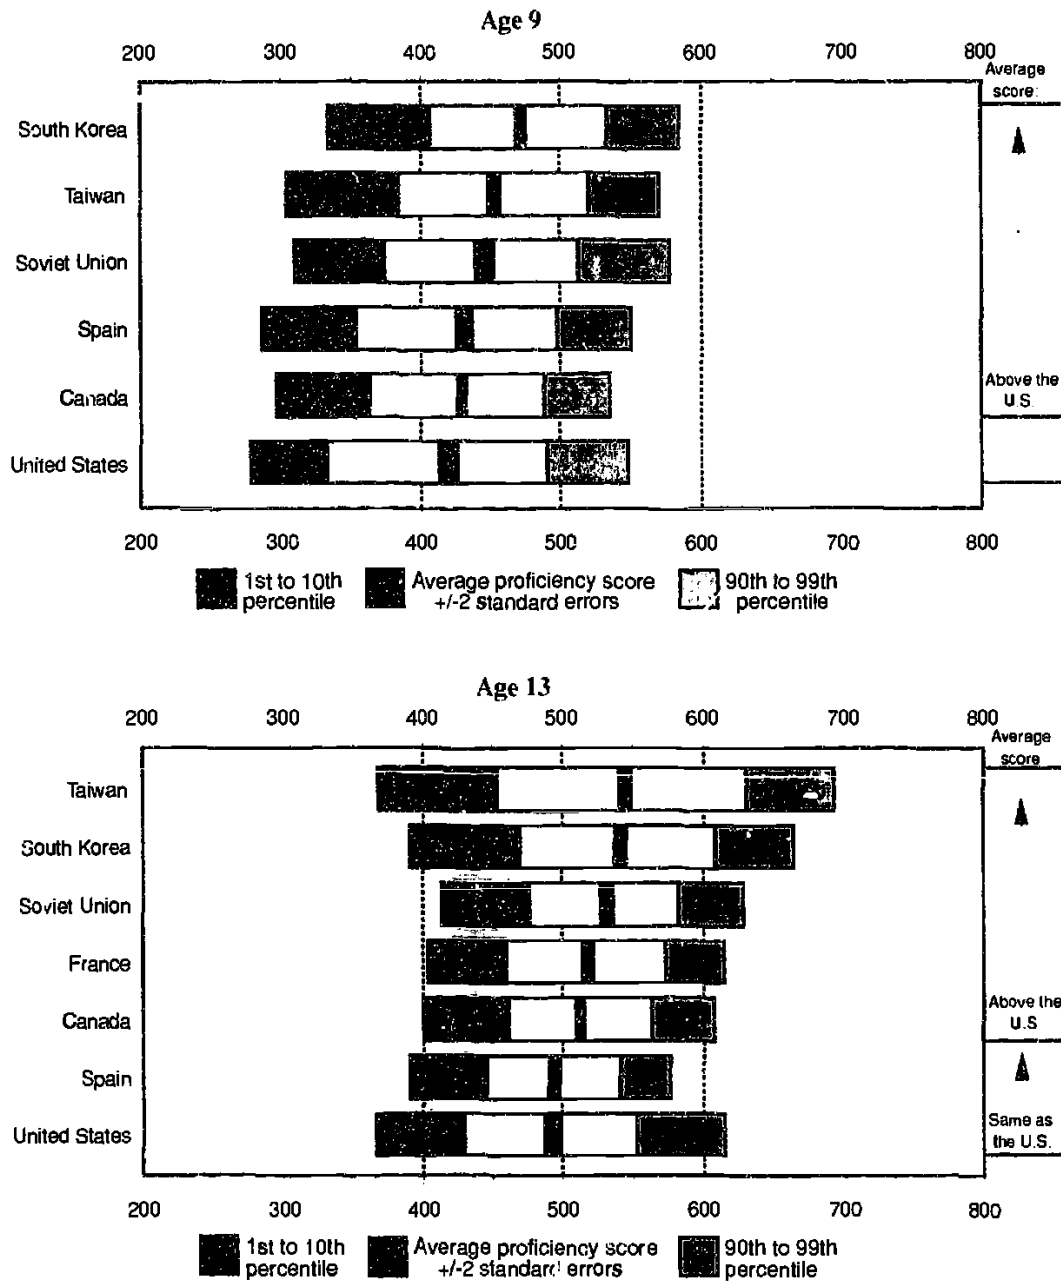 Age 9
200 300 400 500 600 700 800
Average
score:
South Korea
Taiwan
Soviet Union
Spain
Canada
Above the
U.S.
United States
200 300 400 500 600 700 800
1st to 10th
percentile
Average proficiency score
+/-2 standard errors
90th to 99th
percentile
Age 13
200 300 400 500 600 700 800
Average
score
Taiwan
South Korea
Soviet Union
France
Canada
Above the
U.S
Spain
United States
Same as
the U.S.
200 300 400 500 600 700 800
1st to 10th
percentile
Average proficiency score
+/-2 standard errors
90th to 99th
percentile